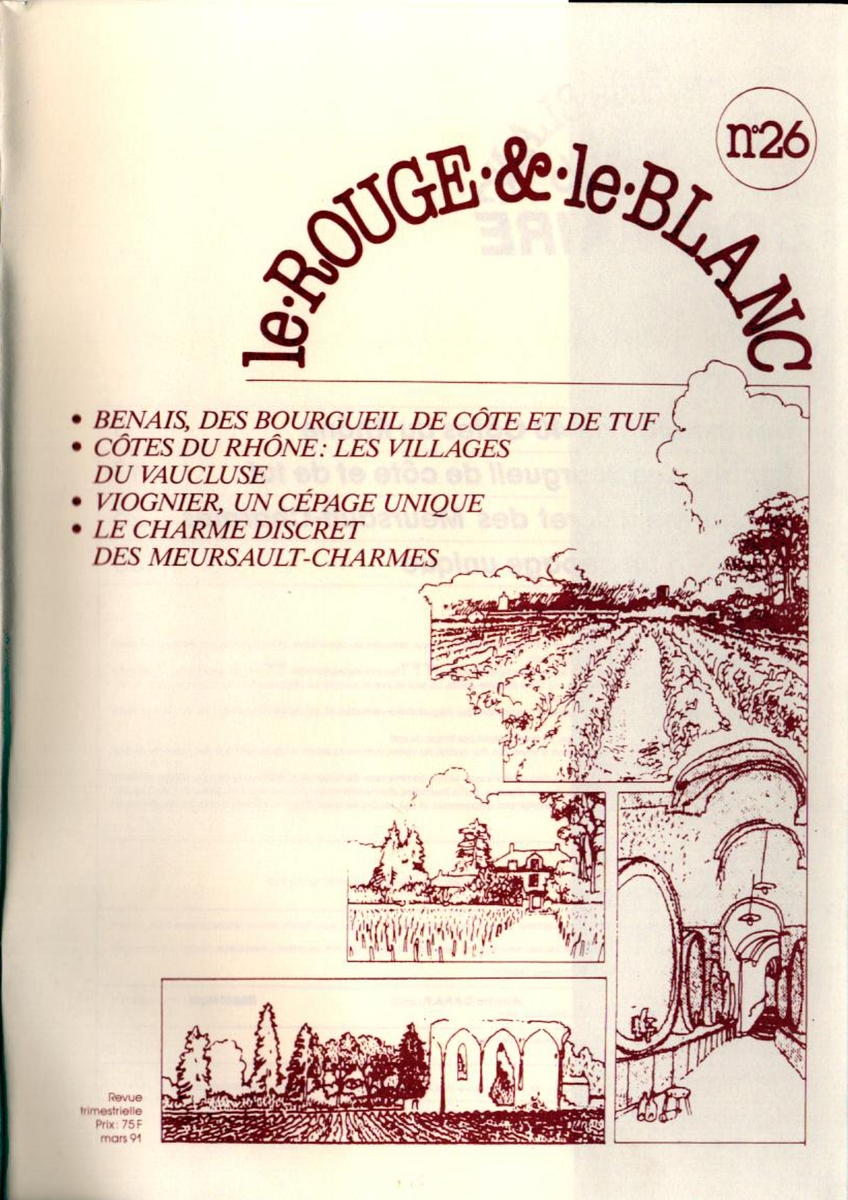 n°26
le·ROUGE·&·le·BLANC
• BENAIS, DES BOURGUEIL DE CÔTE ET DE TUF
• CÔTES DU RHÔNE: LES VILLAGES
DU VAUCLUSE
• VIOGNIER, UN CÉPAGE UNIQUE
• LE CHARME DISCRET
DES MEURSAULT-CHARMES
Revue
trimestrielle
Prix: 75F
mars 91